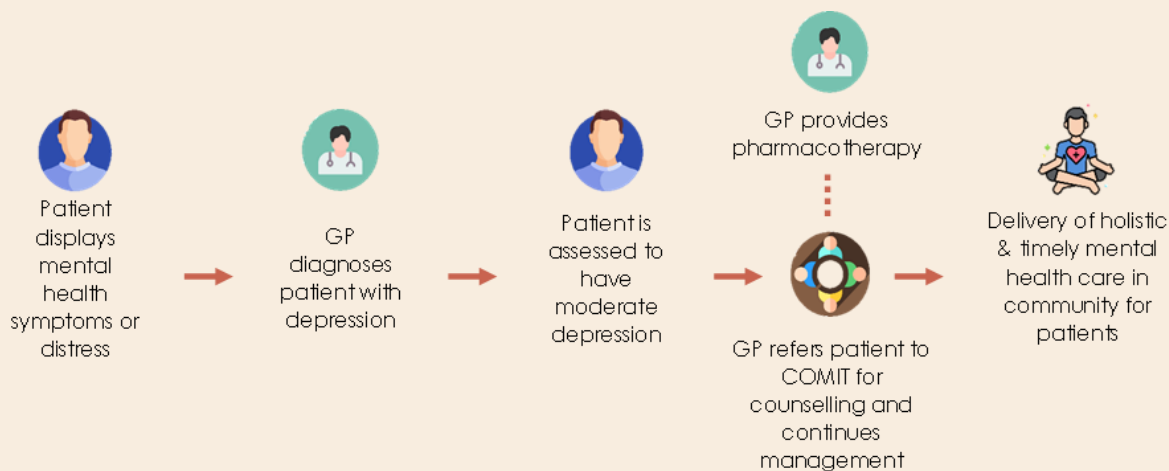 Patient
displays
mental
health
symptoms or
distress
GP
diagnoses
patient with
depression
Patient is
assessed to
have
moderate
depression
GP provides
pharmacotherapy
GP refers patient to
COMIT for
counselling and
continues
management
Delivery of holistic
& timely mental
health care in
community for
patients